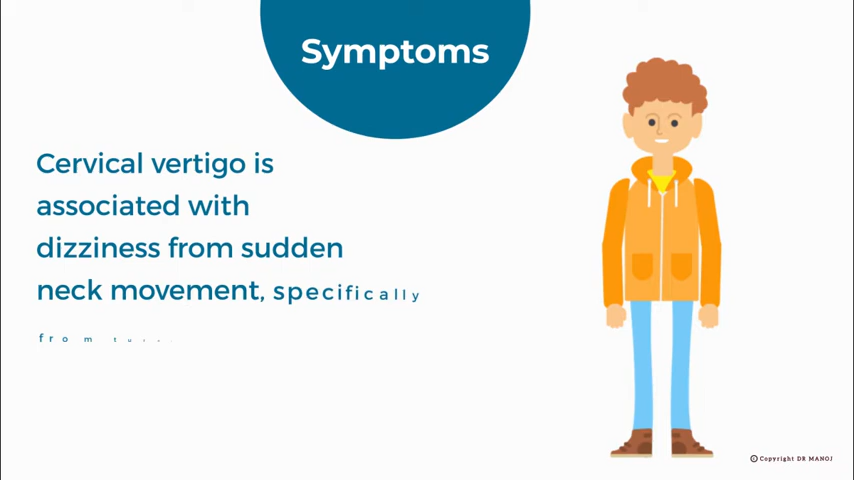 Symptoms
Cervical vertigo is
associated with
dizziness from sudden
neck movement, specifically
from
© Copyright DR MANOJ